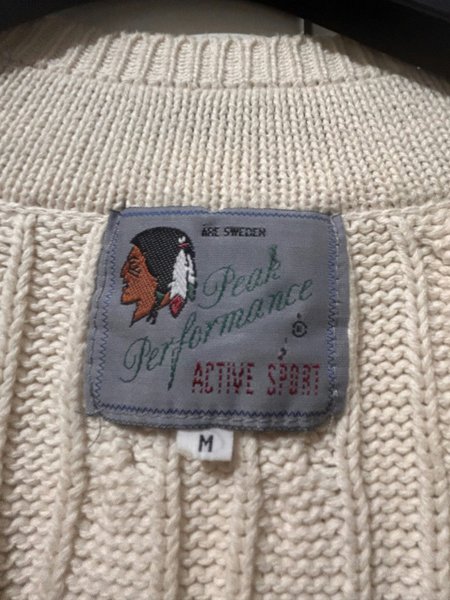 ÅRE SWEDEN
Peak
Performance
®
ACTIVE SPORT
M